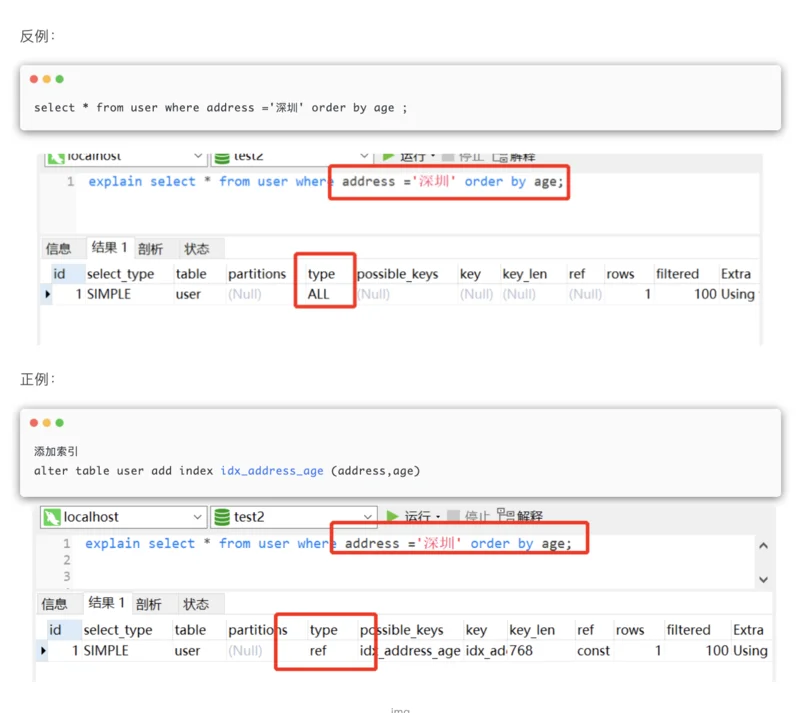 反例：
select * from user where address ='深圳' order by age ;
localhost test2 运行 · 停止 解释
1 explain select * from user where address ='深圳' order by age;
信息 结果 1 剖析 状态
id select_type table partitions type possible_keys key key_len ref rows filtered Extra
1 SIMPLE user (Null) ALL (Null) (Null) (Null) (Null) 1 100 Using
正例：
添加索引
alter table user add index idx_address_age (address,age)
localhost test2 运行 · 停止 解释
1 explain select * from user where address ='深圳' order by age;
2
3
信息 结果 1 剖析 状态
id select_type table partitions type possible_keys key key_len ref rows filtered Extra
1 SIMPLE user (Null) ref idx_address_age idx_ad 768 const 1 100 Using
img